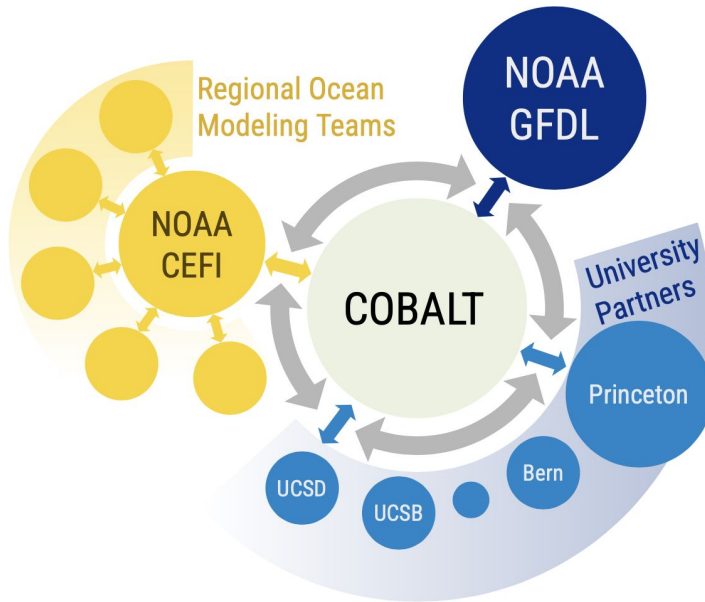 Regional Ocean
Modeling Teams
NOAA
GFDL
NOAA
CEFI
COBALT
University
Partners
Princeton
UCSD
UCSB
Bern